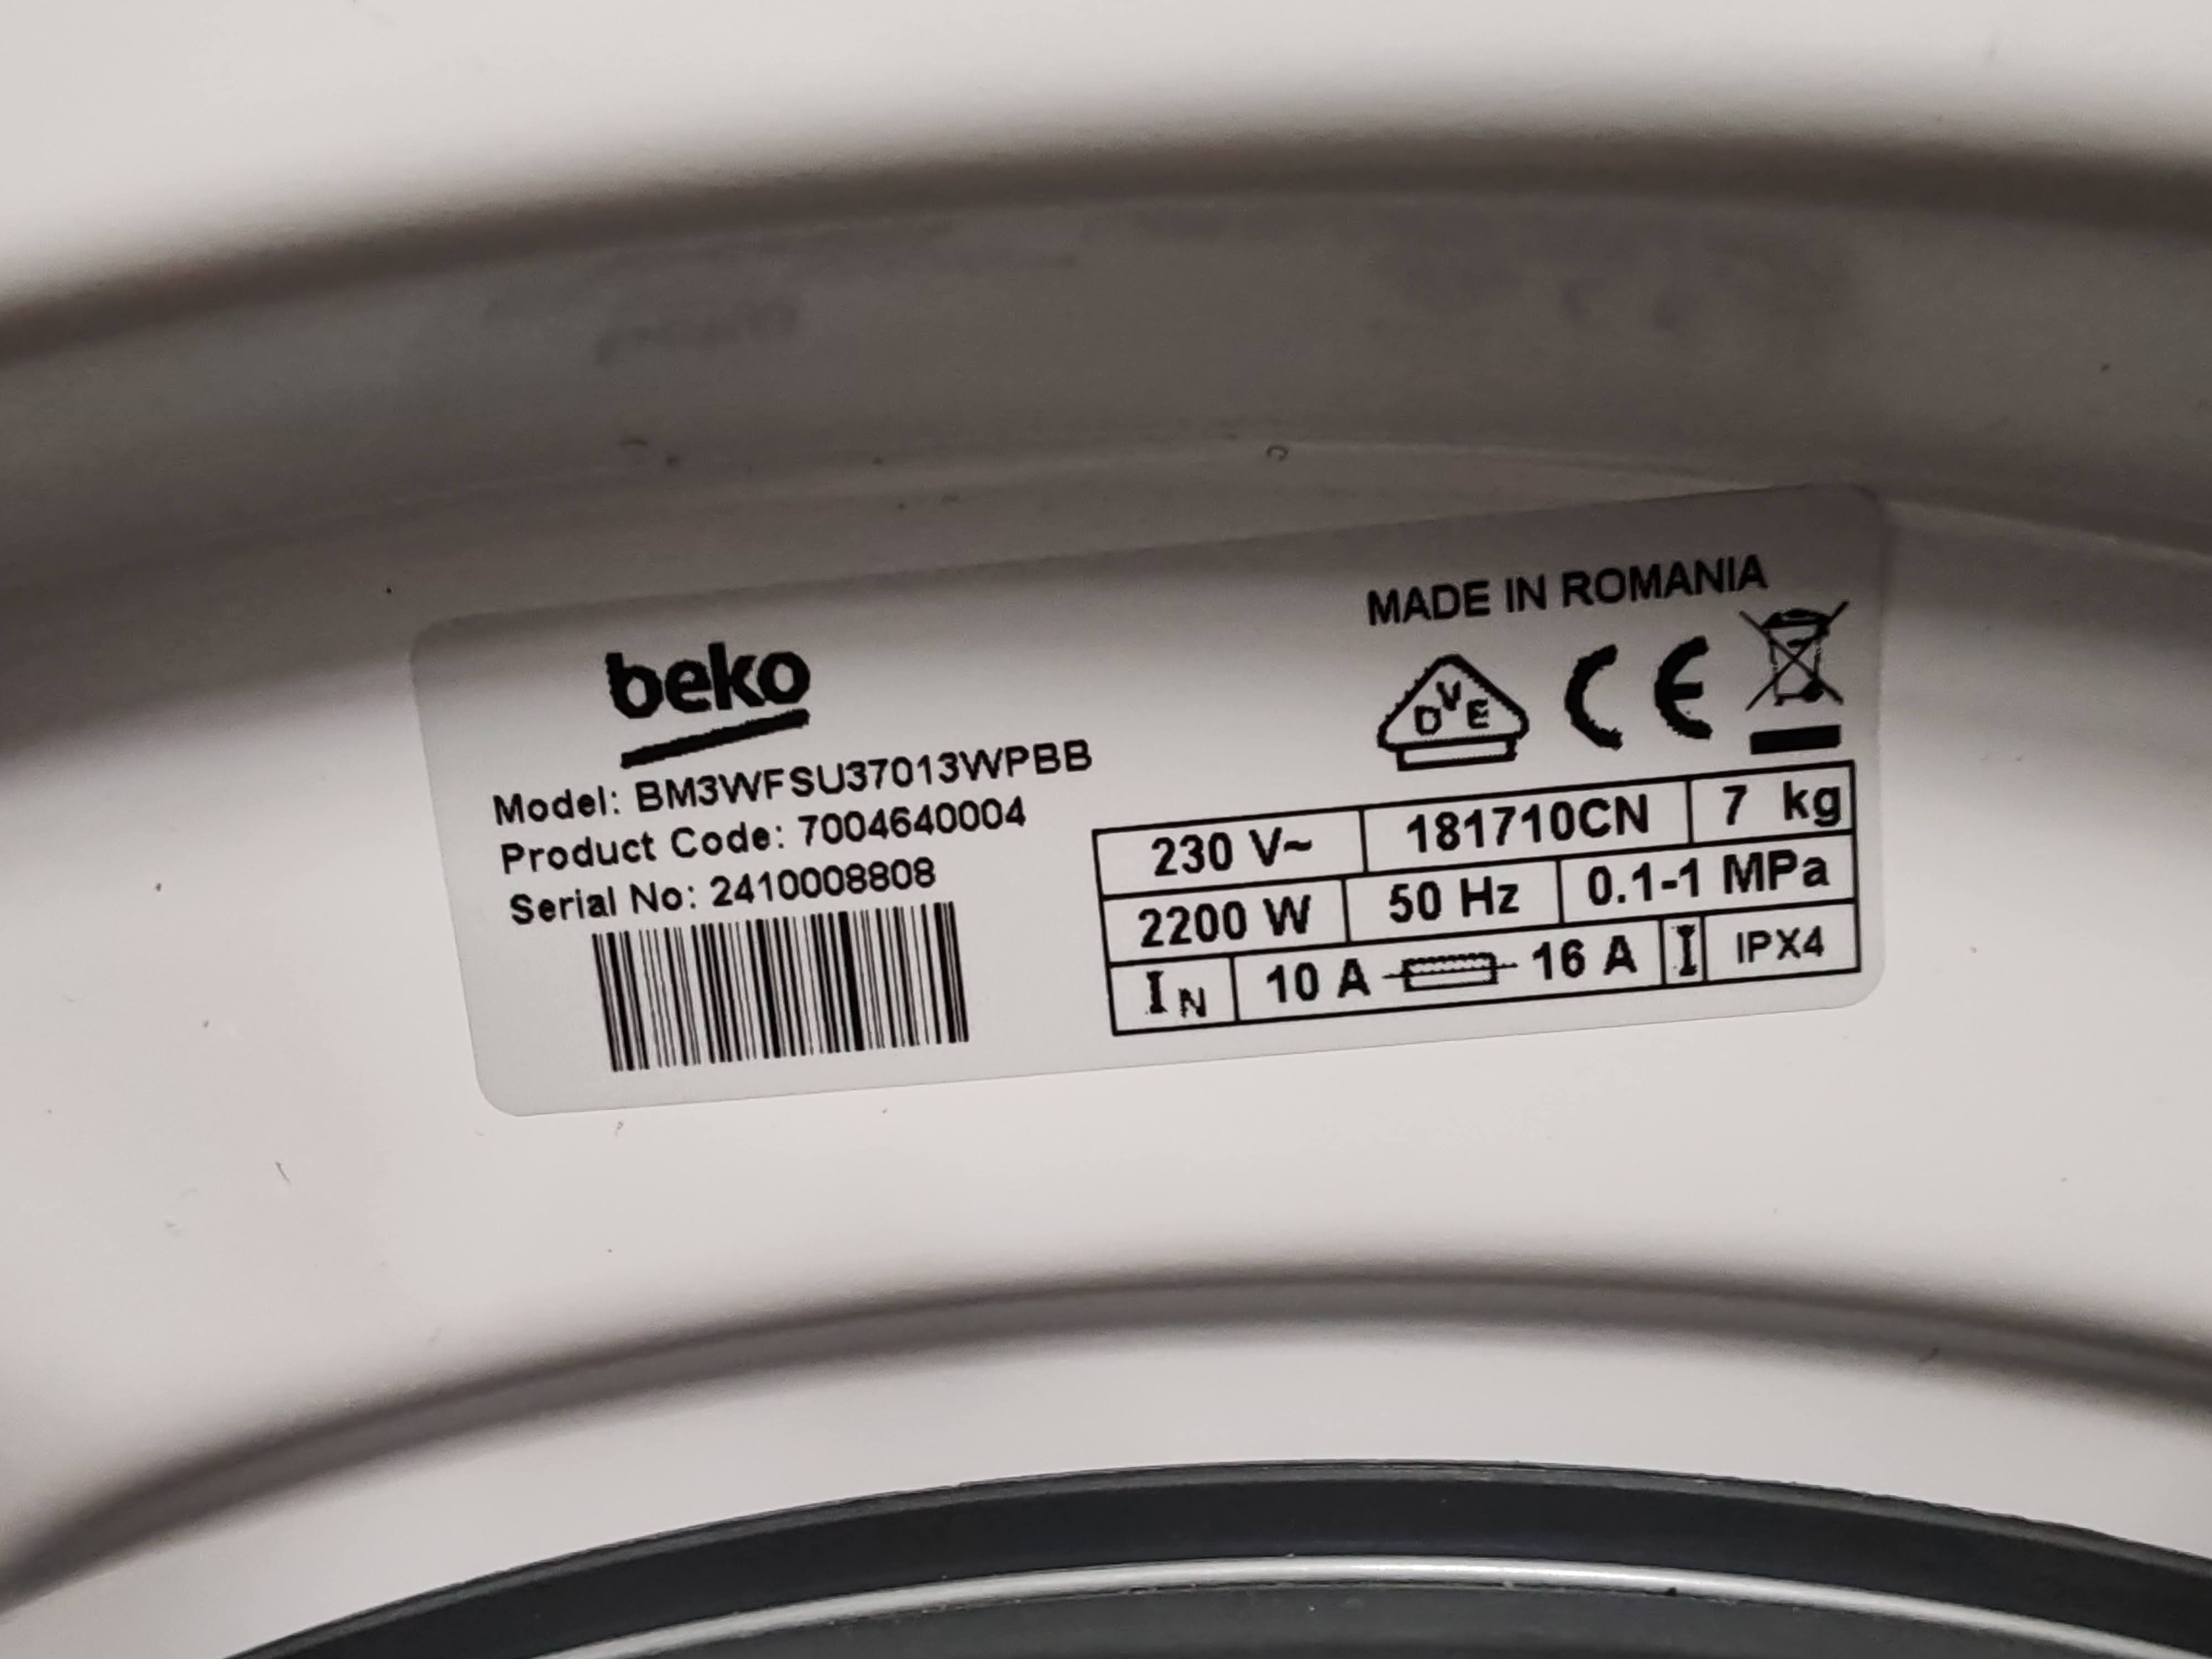 beko
Model: BM3WFSU37013WPBB
Product Code: 7004640004
Serial No: 2410008808
MADE IN ROMANIA
DVE CE
230 V~ 181710CN 7 kg
2200 W 50 Hz 0.1-1 MPa
IN 10 A 16 A I IPX4